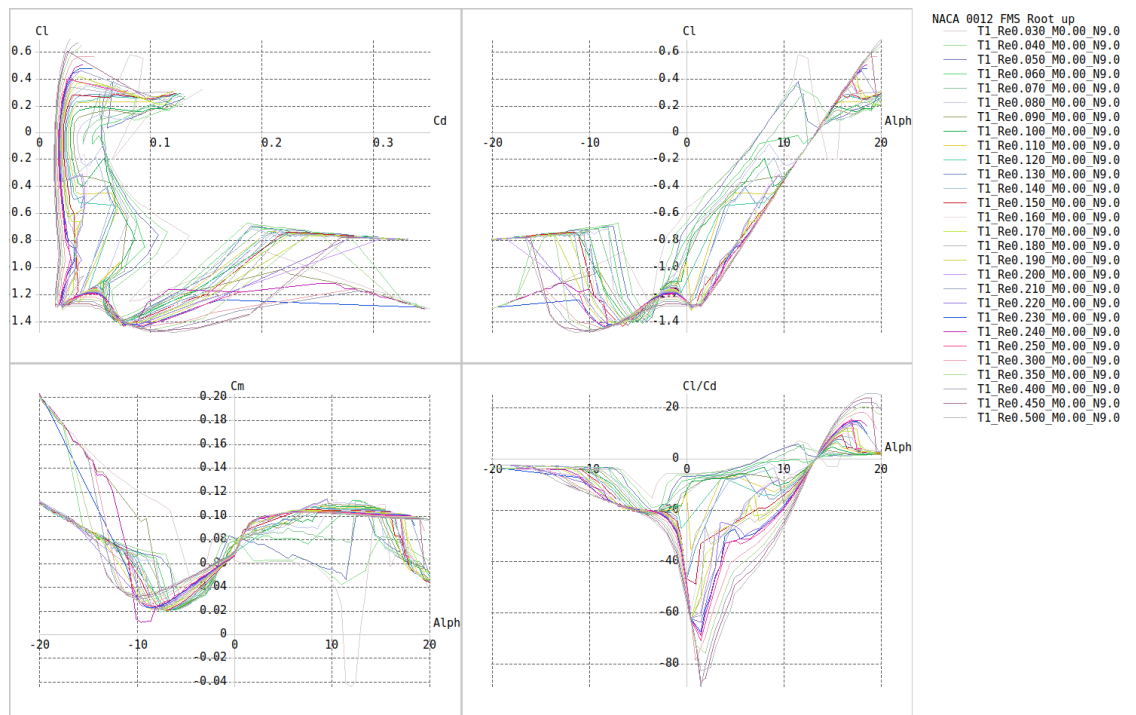 Cl
0.6
0.4
0.2
Cd
0
0 0.1 0.2 0.3
0.2
0.4
0.6
0.8
1.0
1.2
1.4
Cl
0.6
0.4
0.2
Alph
0
-20 -10 0 10 20
-0.2
-0.4
-0.6
-0.8
-1.0
-1.2
-1.4
Cm
0.20
0.18
0.16
0.14
0.12
0.10
0.08
0.06
0.04
0.02
Alph
0
-20 -10 0 10 20
-0.02
-0.04
Cl/Cd
20
Alph
0
-20 -10 0 10 20
-20
-40
-60
-80
NACA 0012 FMS Root up
T1_Re0.030_M0.00_N9.0
T1_Re0.040_M0.00_N9.0
T1_Re0.050_M0.00_N9.0
T1_Re0.060_M0.00_N9.0
T1_Re0.070_M0.00_N9.0
T1_Re0.080_M0.00_N9.0
T1_Re0.090_M0.00_N9.0
T1_Re0.100_M0.00_N9.0
T1_Re0.110_M0.00_N9.0
T1_Re0.120_M0.00_N9.0
T1_Re0.130_M0.00_N9.0
T1_Re0.140_M0.00_N9.0
T1_Re0.150_M0.00_N9.0
T1_Re0.160_M0.00_N9.0
T1_Re0.170_M0.00_N9.0
T1_Re0.180_M0.00_N9.0
T1_Re0.190_M0.00_N9.0
T1_Re0.200_M0.00_N9.0
T1_Re0.210_M0.00_N9.0
T1_Re0.220_M0.00_N9.0
T1_Re0.230_M0.00_N9.0
T1_Re0.240_M0.00_N9.0
T1_Re0.250_M0.00_N9.0
T1_Re0.300_M0.00_N9.0
T1_Re0.350_M0.00_N9.0
T1_Re0.400_M0.00_N9.0
T1_Re0.450_M0.00_N9.0
T1_Re0.500_M0.00_N9.0